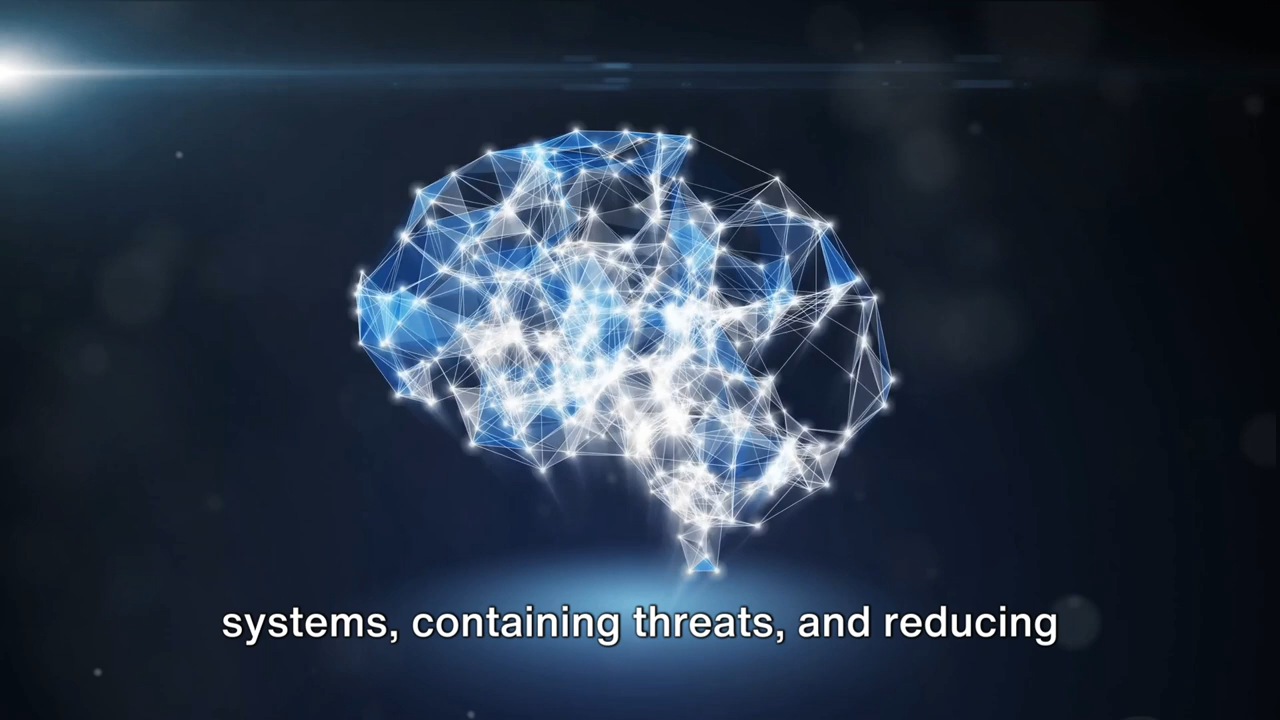 systems, containing threats, and reducing